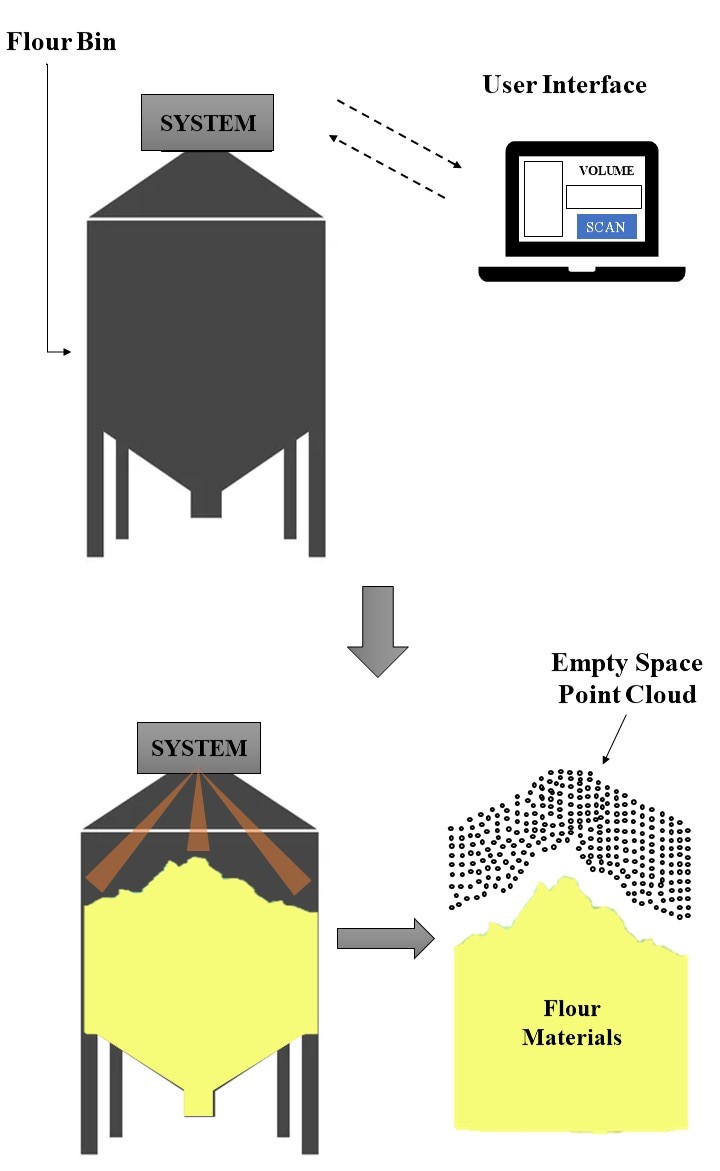 Flour Bin
User Interface
SYSTEM
VOLUME
SCAN
Empty Space
Point Cloud
SYSTEM
Flour
Materials